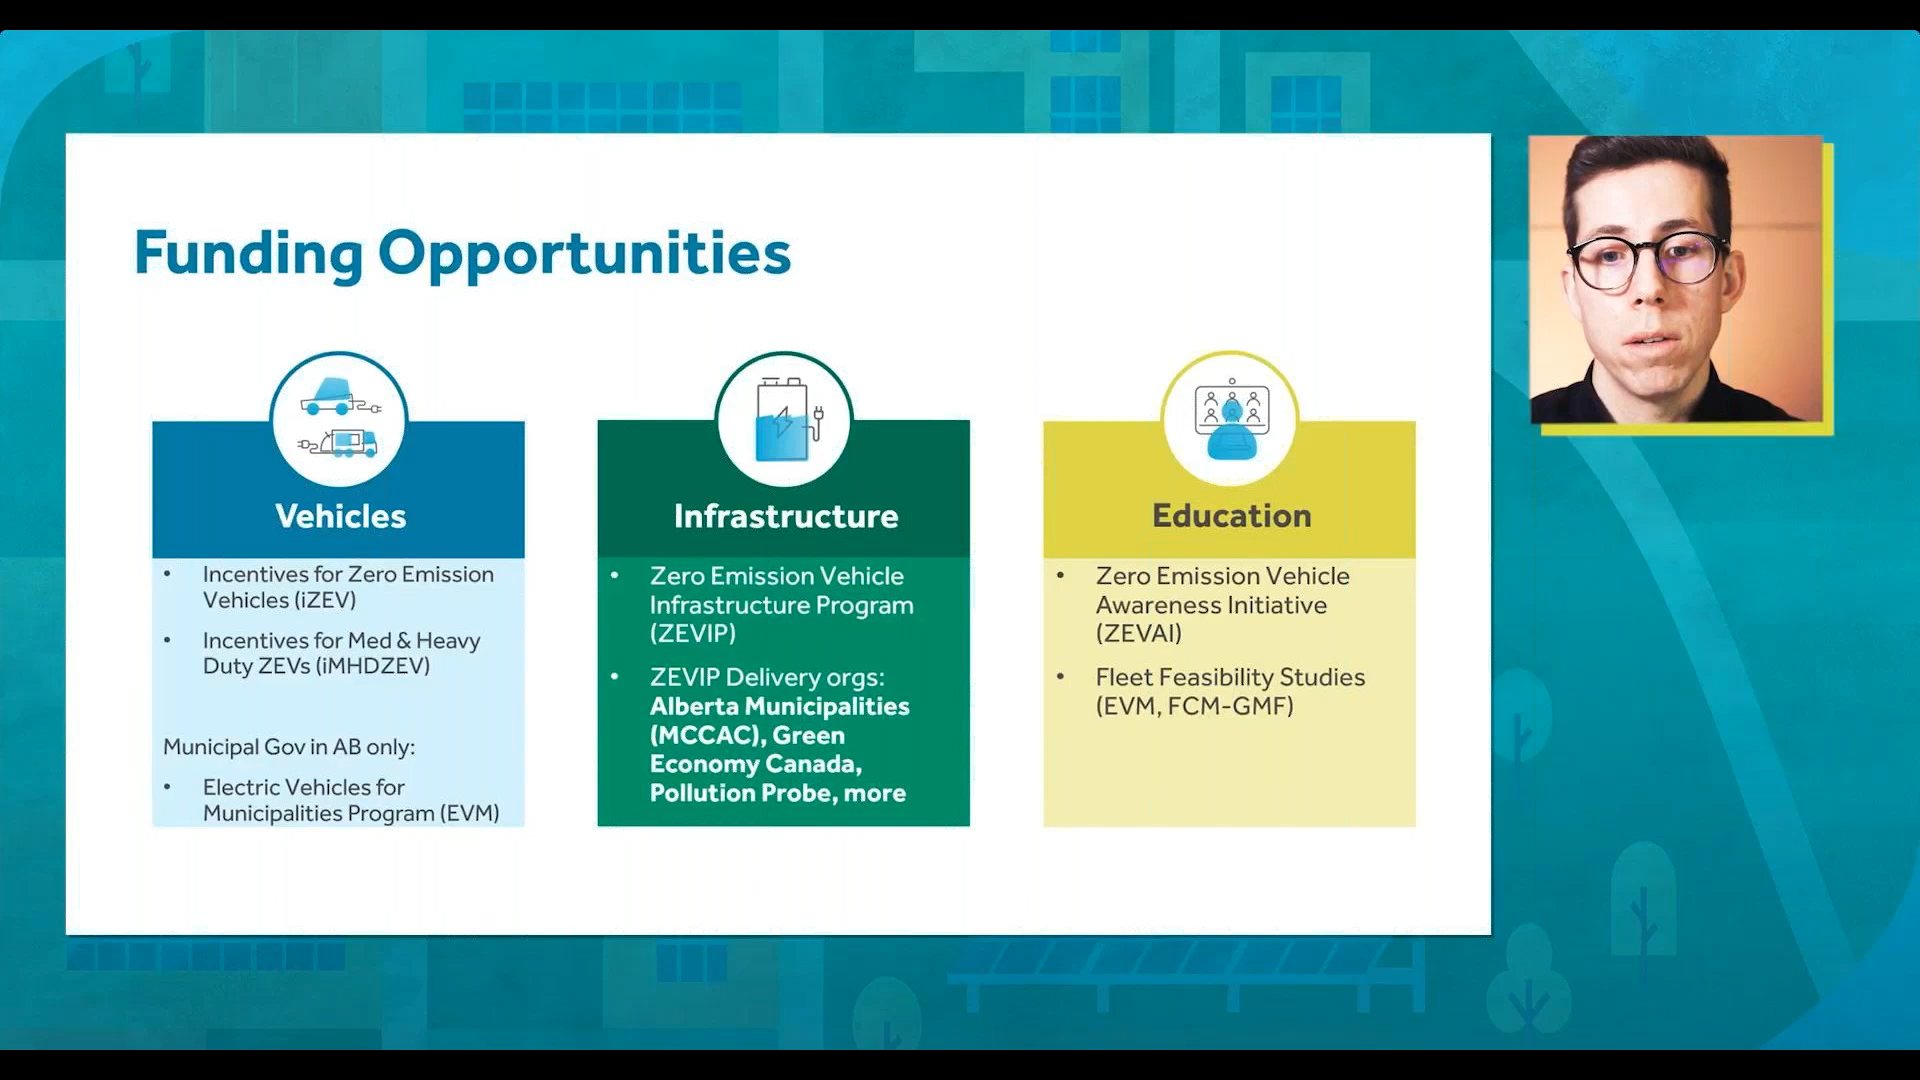 Funding Opportunities
Vehicles
• Incentives for Zero Emission
Vehicles (iZEV)
• Incentives for Med & Heavy
Duty ZEVs (iMHDZEV)
Municipal Gov in AB only:
• Electric Vehicles for
Municipalities Program (EVM)
Infrastructure
• Zero Emission Vehicle
Infrastructure Program
(ZEVIP)
• ZEVIP Delivery orgs:
Alberta Municipalities
(MCCAC), Green
Economy Canada,
Pollution Probe, more
Education
• Zero Emission Vehicle
Awareness Initiative
(ZEVAI)
• Fleet Feasibility Studies
(EVM, FCM-GMF)